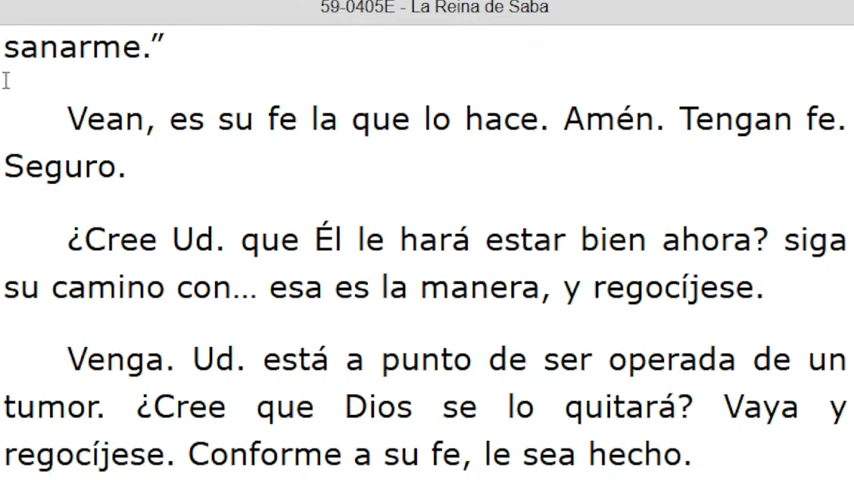 59-0405E - La Reina de Saba
sanarme.”
Vean, es su fe la que lo hace. Amén. Tengan fe.
Seguro.
¿Cree Ud. que Él le hará estar bien ahora? siga
su camino con… esa es la manera, y regocíjese.
Venga. Ud. está a punto de ser operada de un
tumor. ¿Cree que Dios se lo quitará? Vaya y
regocíjese. Conforme a su fe, le sea hecho.